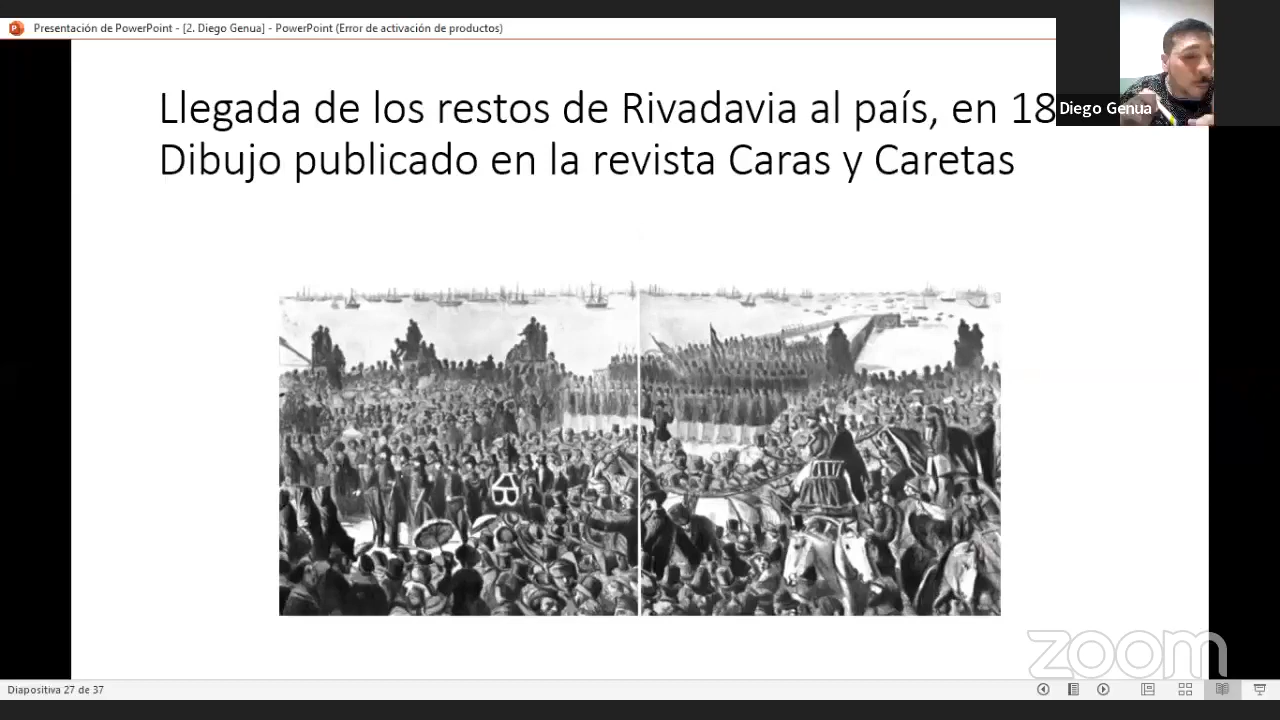 Presentación de PowerPoint - [2. Diego Genua] - PowerPoint (Error de activación de productos)
Llegada de los restos de Rivadavia al país, en 18
Dibujo publicado en la revista Caras y Caretas
Diego Genua
zoom
Diapositiva 27 de 37